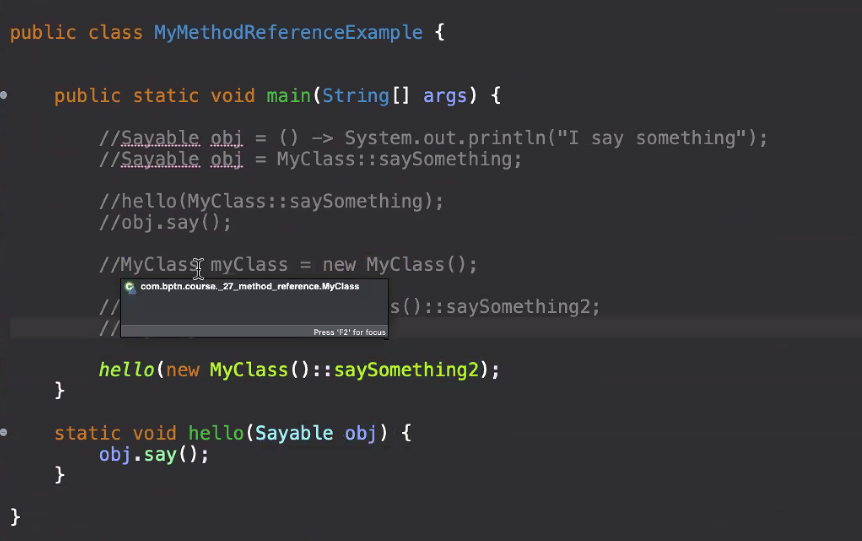 public class MyMethodReferenceExample {
public static void main(String[] args) {
//Sayable obj = () -> System.out.println("I say something");
//Sayable obj = MyClass::saySomething;
//hello(MyClass::saySomething);
//obj.say();
//MyClass myClass = new MyClass();
com.bptn.course._27_method_reference.MyClass
// s()::saySomething2;
Press 'F2' for focus
//
hello(new MyClass()::saySomething2);
}
static void hello(Sayable obj) {
obj.say();
}
}